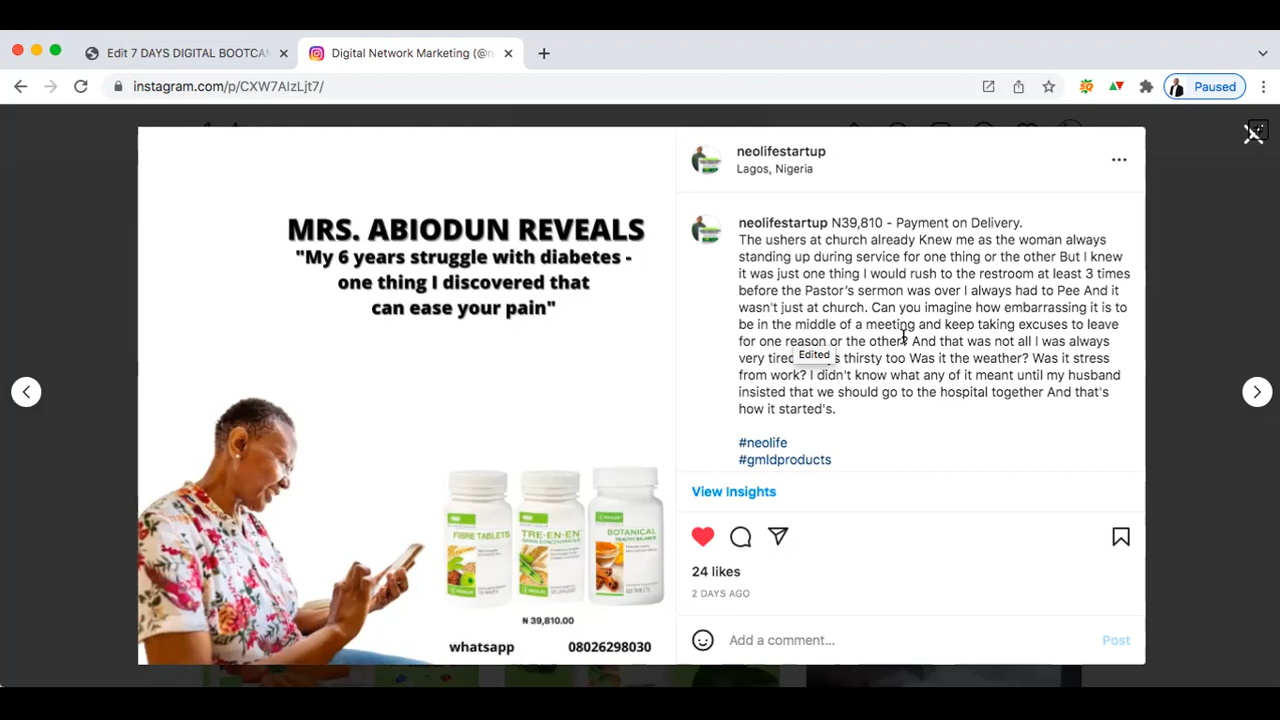 Edit 7 DAYS DIGITAL BOOTCAM
Digital Network Marketing (@n
instagram.com/p/CXW7AlzLjt7/
Paused
MRS. ABIODUN REVEALS
"My 6 years struggle with diabetes -
one thing I discovered that
can ease your pain"
FIBRE TABLETS
TRE-EN-EN
GRAIN CONCENTRATES
BOTANICAL
HEALTHY BALANCE
₦ 39,810.00
whatsapp 08026298030
neolifestartup
Lagos, Nigeria
neolifestartup N39,810 - Payment on Delivery.
The ushers at church already Knew me as the woman always
standing up during service for one thing or the other But I knew
it was just one thing I would rush to the restroom at least 3 times
before the Pastor's sermon was over I always had to Pee And it
wasn't just at church. Can you imagine how embarrassing it is to
be in the middle of a meeting and keep taking excuses to leave
for one reason or the other? And that was not all I was always
very tired s thirsty too Was it the weather? Was it stress
Edited
from work? I didn't know what any of it meant until my husband
insisted that we should go to the hospital together And that's
how it started's.
#neolife
#gmldproducts
View Insights
24 likes
2 DAYS AGO
Add a comment...
Post